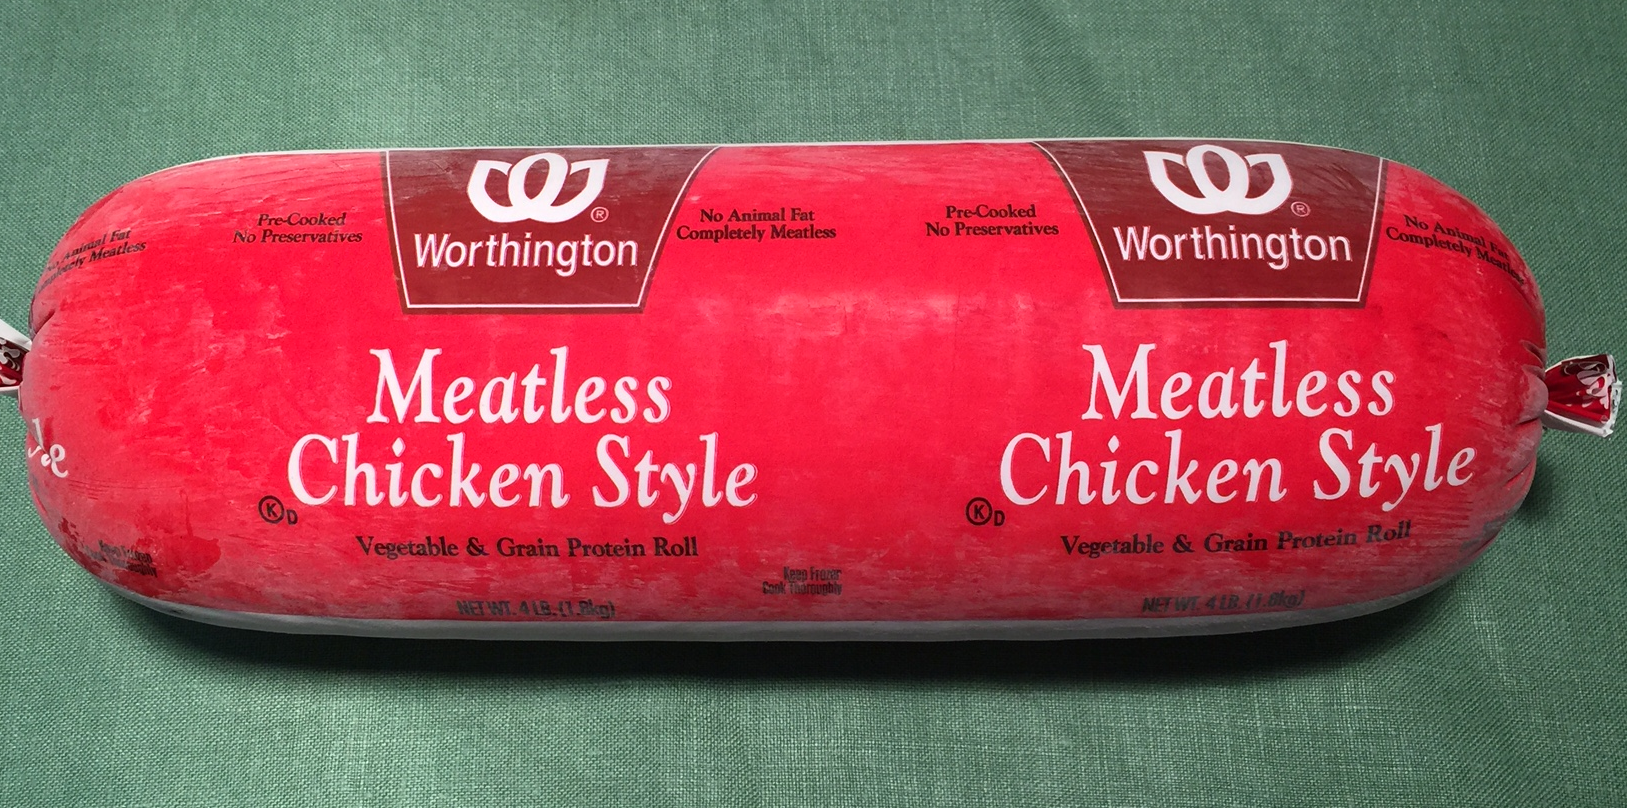 Worthington
®
Pre-Cooked
No Preservatives
No Animal Fat
Completely Meatless
Meatless
Chicken Style
K D
Vegetable & Grain Protein Roll
NET WT. 4 LB. (1.8kg)
Keep Frozen
Cook Thoroughly
Worthington
®
Pre-Cooked
No Preservatives
No Animal
Completely Meatless
Meatless
Chicken Style
K D
Vegetable & Grain Protein Roll
NET WT. 4 LB. (1.8kg)
Animal Fat
Meatless